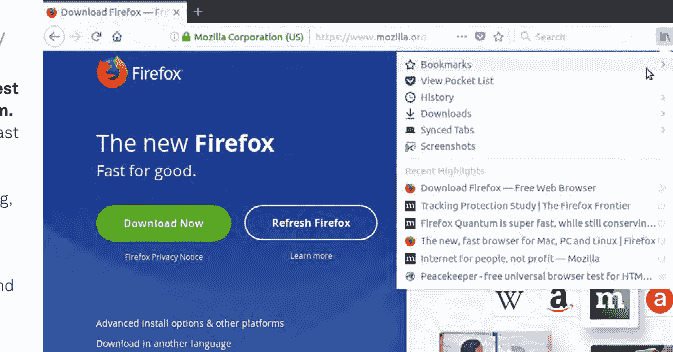 Download Firefox — Free
Mozilla Corporation (US)
https://www.mozilla.org
Search
Firefox
Bookmarks
View Pocket List
History
Downloads
Synced Tabs
Screenshots
Recent Highlights
Download Firefox — Free Web Browser
Tracking Protection Study | The Firefox Frontier
Firefox Quantum is super fast, while still conservin...
The new, fast browser for Mac, PC and Linux | Firefox
Internet for people, not profit — Mozilla
Peacekeeper - free universal browser test for HTM...
The new Firefox
Fast for good.
Download Now
Refresh Firefox
Firefox Privacy Notice
Learn more
Advanced install options & other platforms
Download in another language
W
a
m
a
est
m.
ast
g,
nd